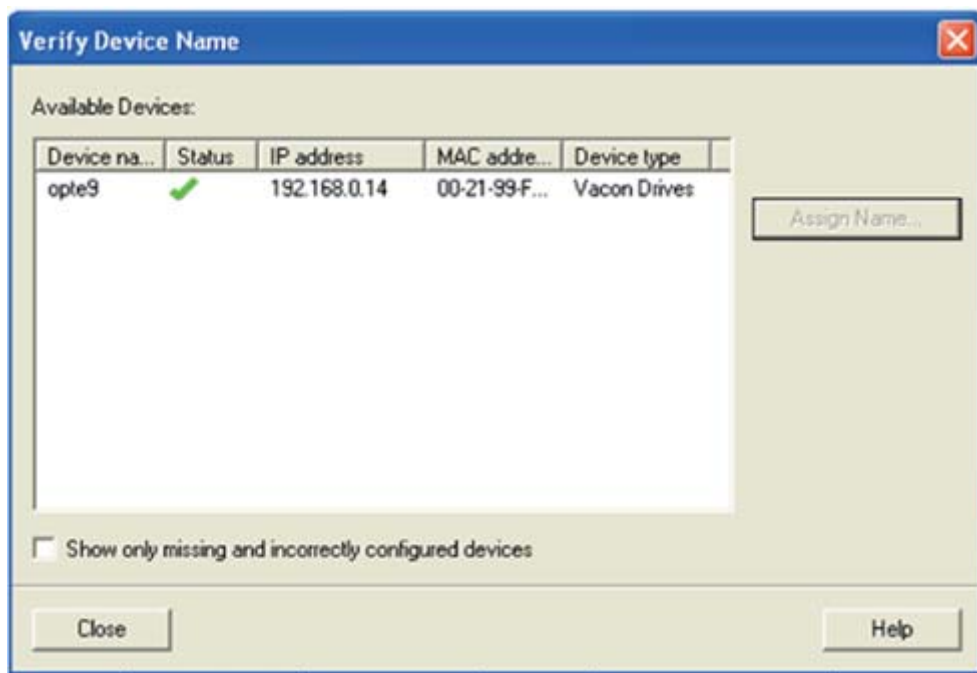 Verify Device Name
Available Devices:
Device na... Status IP address MAC addre... Device type
opte9 192.168.0.14 00-21-99-F... Vacon Drives
Assign Name...
Show only missing and incorrectly configured devices
Close Help